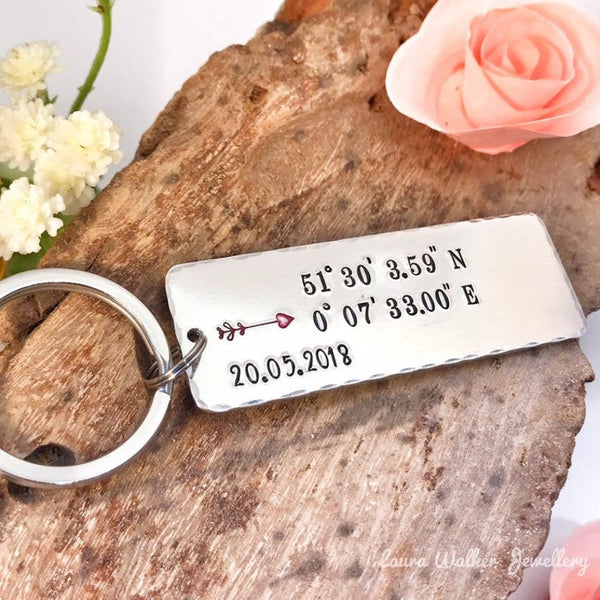 51° 30' 3.59" N
0° 07' 33.00" E
20.05.2018
Laura Walker Jewellery